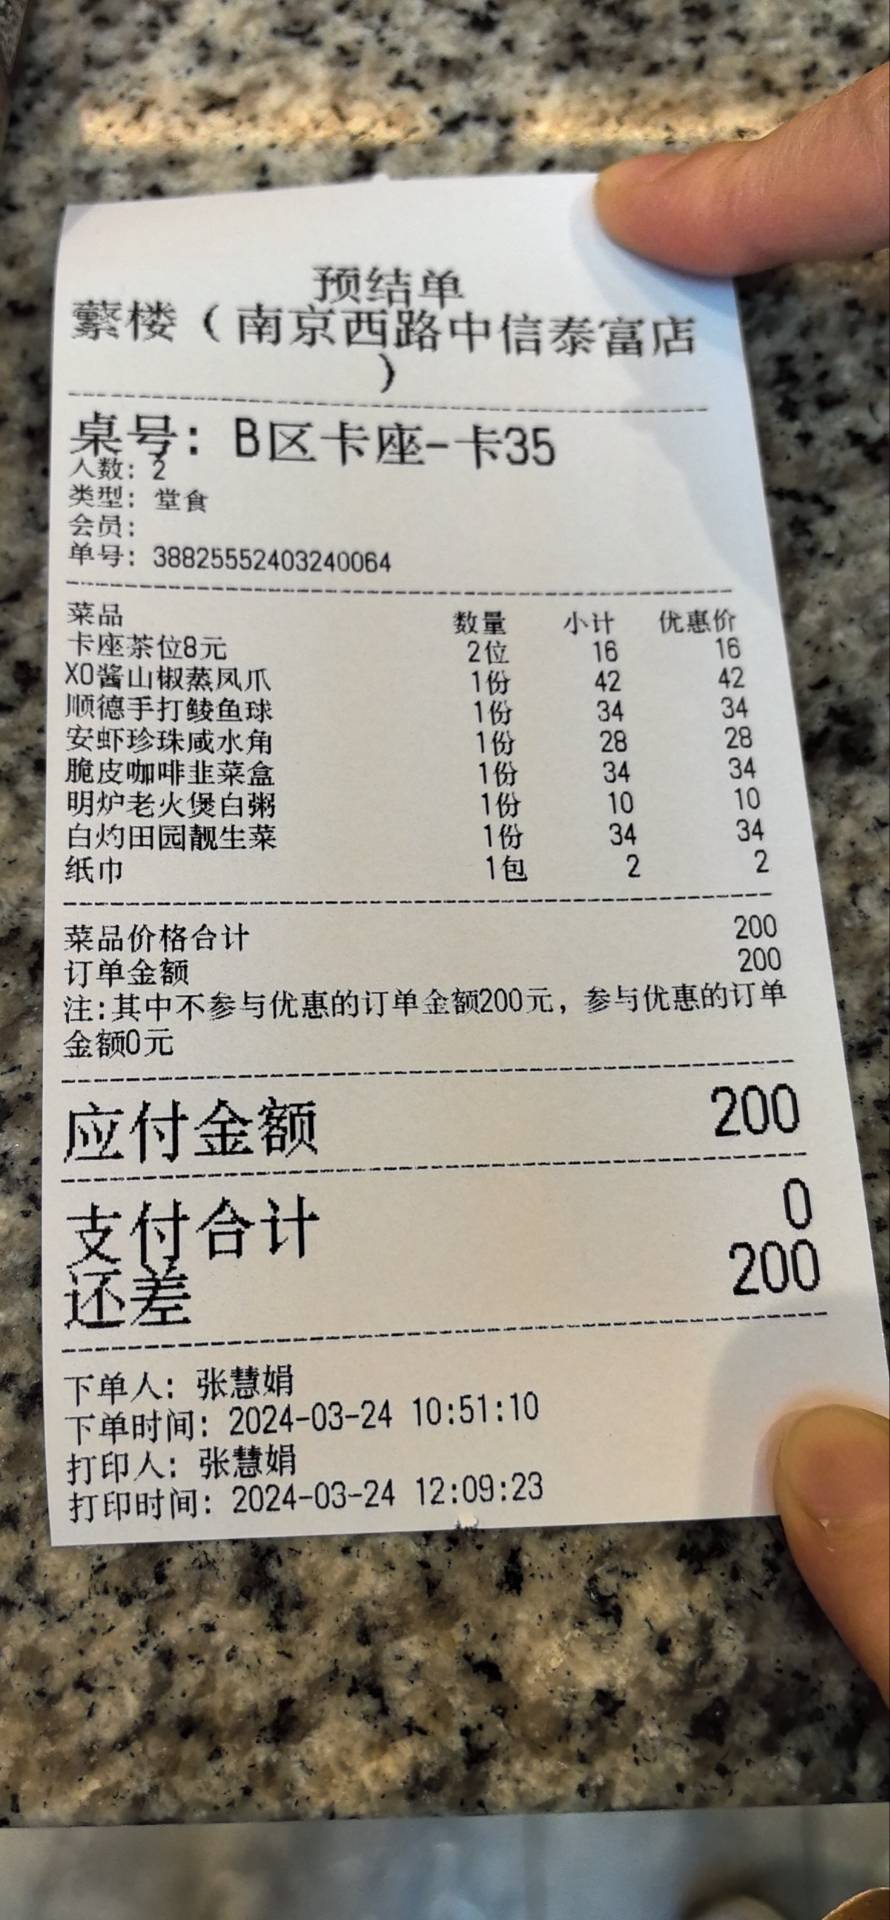 预结单
蘩楼（南京西路中信泰富店
）
桌号：B区卡座-卡35
人数：2
类型：堂食
会员：
单号：38825552403240064
菜品 数量 小计 优惠价
卡座茶位8元 2位 16 16
XO酱山椒蒸凤爪 1份 42 42
顺德手打鲮鱼球 1份 34 34
安虾珍珠咸水角 1份 28 28
脆皮咖啡韭菜盒 1份 34 34
明炉老火煲白粥 1份 10 10
白灼田园靓生菜 1份 34 34
纸巾 1包 2 2
菜品价格合计 200
订单金额 200
注:其中不参与优惠的订单金额200元，参与优惠的订单
金额0元
应付金额 200
支付合计 0
还差 200
下单人：张慧娟
下单时间：2024-03-24 10:51:10
打印人：张慧娟
打印时间：2024-03-24 12:09:23